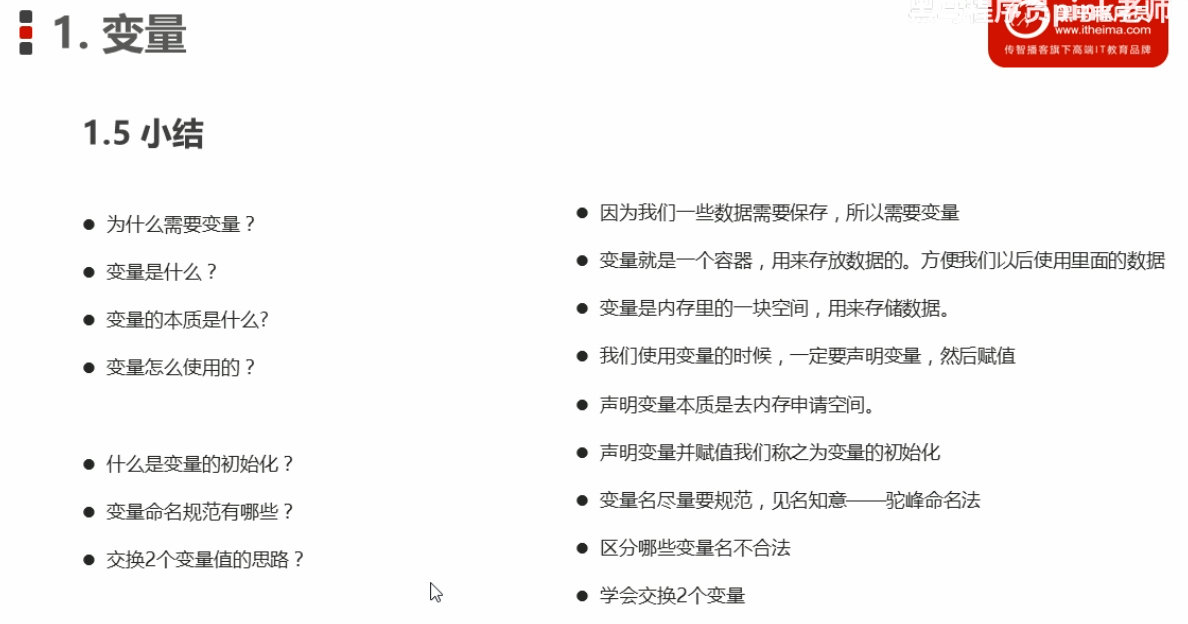 1. 变量
黑马程序员pink老师
www.itheima.com
传智播客旗下高端IT教育品牌
1.5 小结
为什么需要变量？
变量是什么？
变量的本质是什么?
变量怎么使用的？
什么是变量的初始化？
变量命名规范有哪些？
交换2个变量值的思路？
因为我们一些数据需要保存，所以需要变量
变量就是一个容器，用来存放数据的。方便我们以后使用里面的数据
变量是内存里的一块空间，用来存储数据。
我们使用变量的时候，一定要声明变量，然后赋值
声明变量本质是去内存申请空间。
声明变量并赋值我们称之为变量的初始化
变量名尽量要规范，见名知意——驼峰命名法
区分哪些变量名不合法
学会交换2个变量